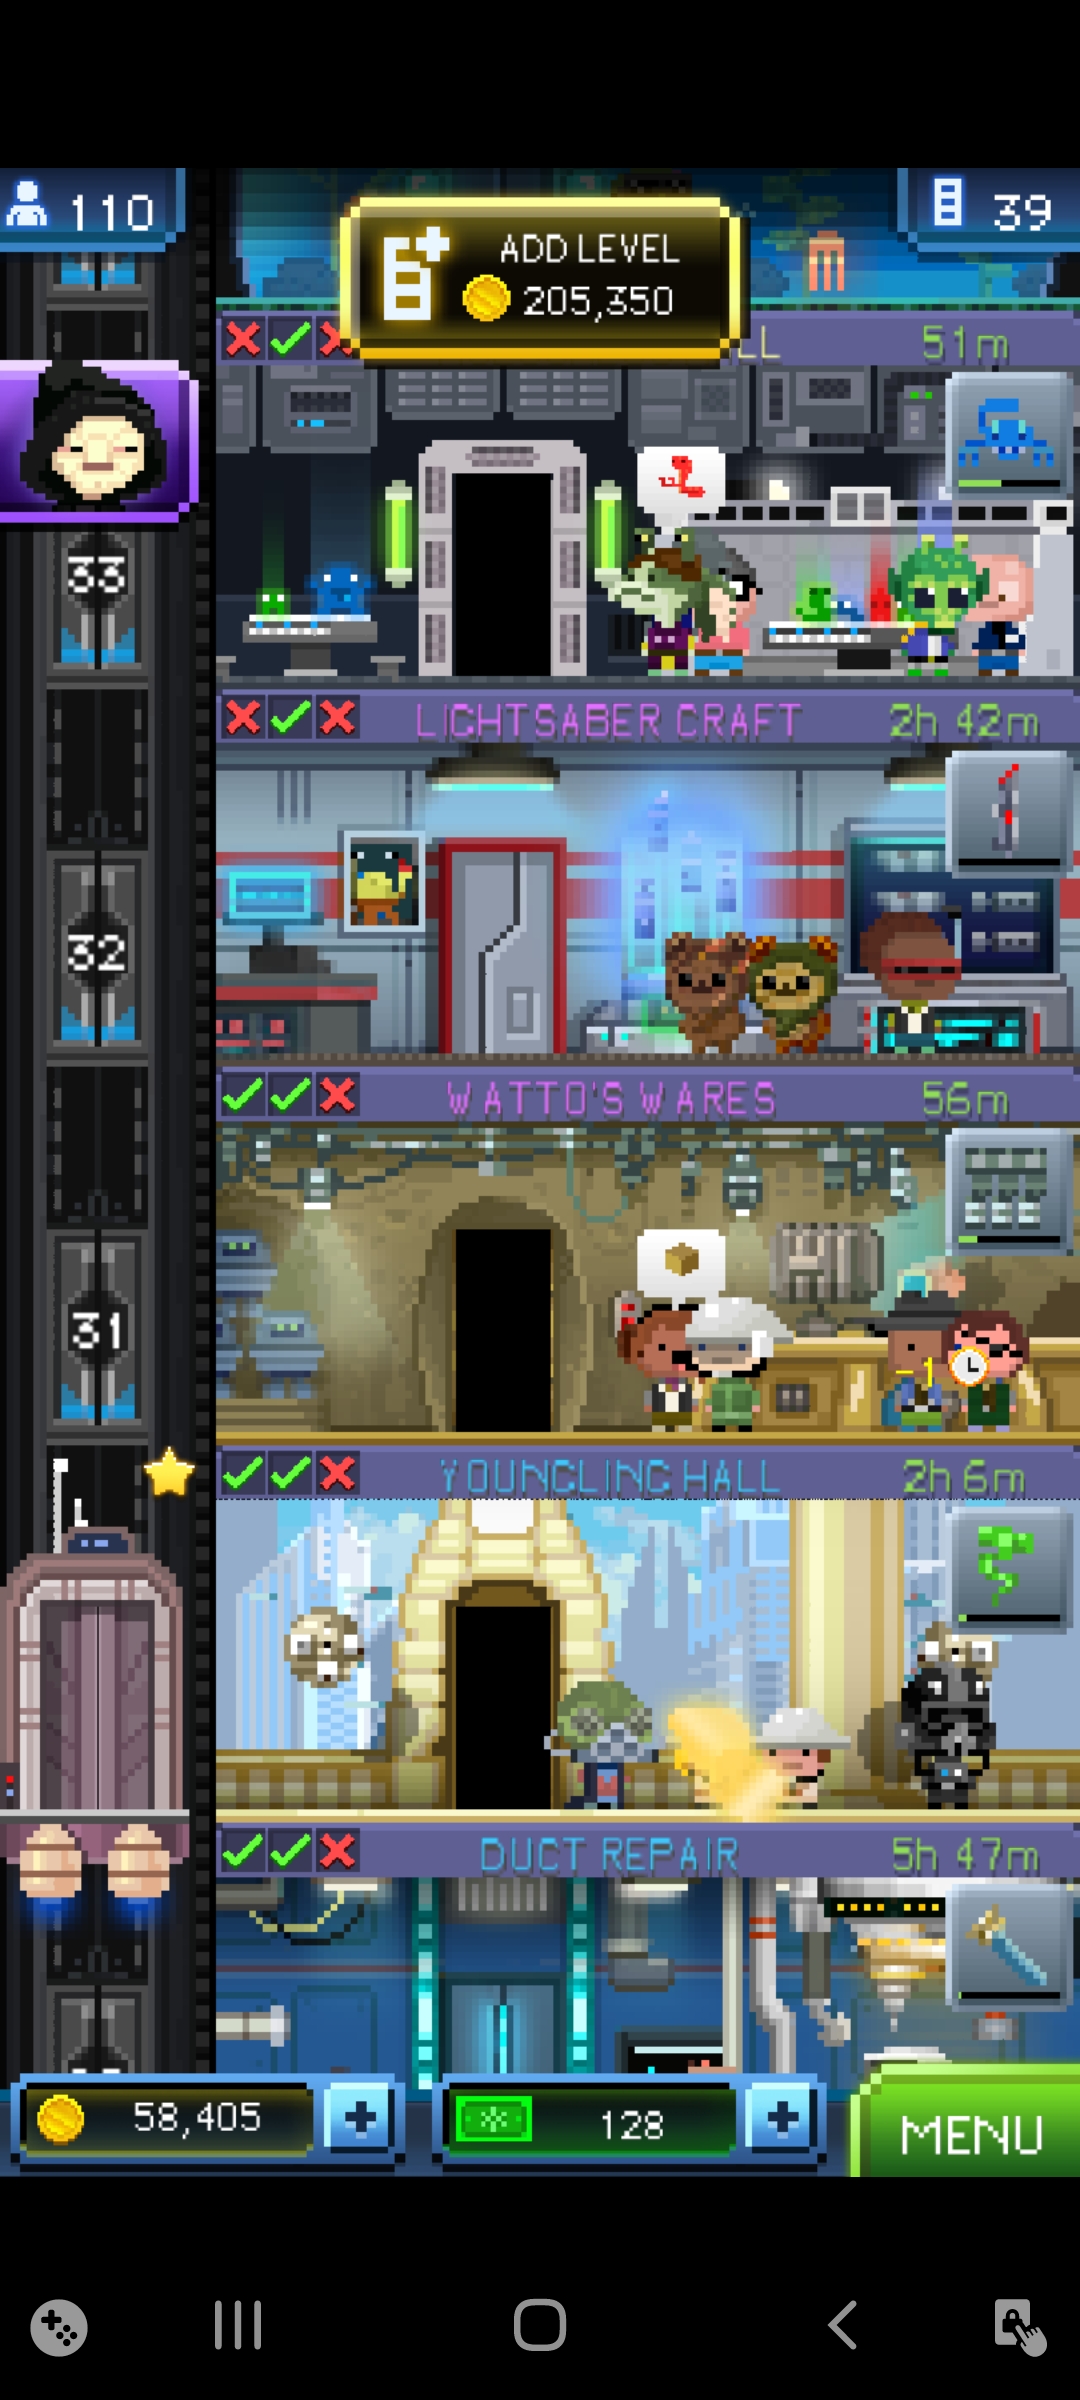 110
ADD LEVEL
205,350
39
LL
51m
33
LIGHTSABER CRAFT
2h 42m
32
WATTO'S WARES
56m
31
-1
YOUNGLING HALL
2h 6m
DUCT REPAIR
5h 47m
58,405
128
MENU